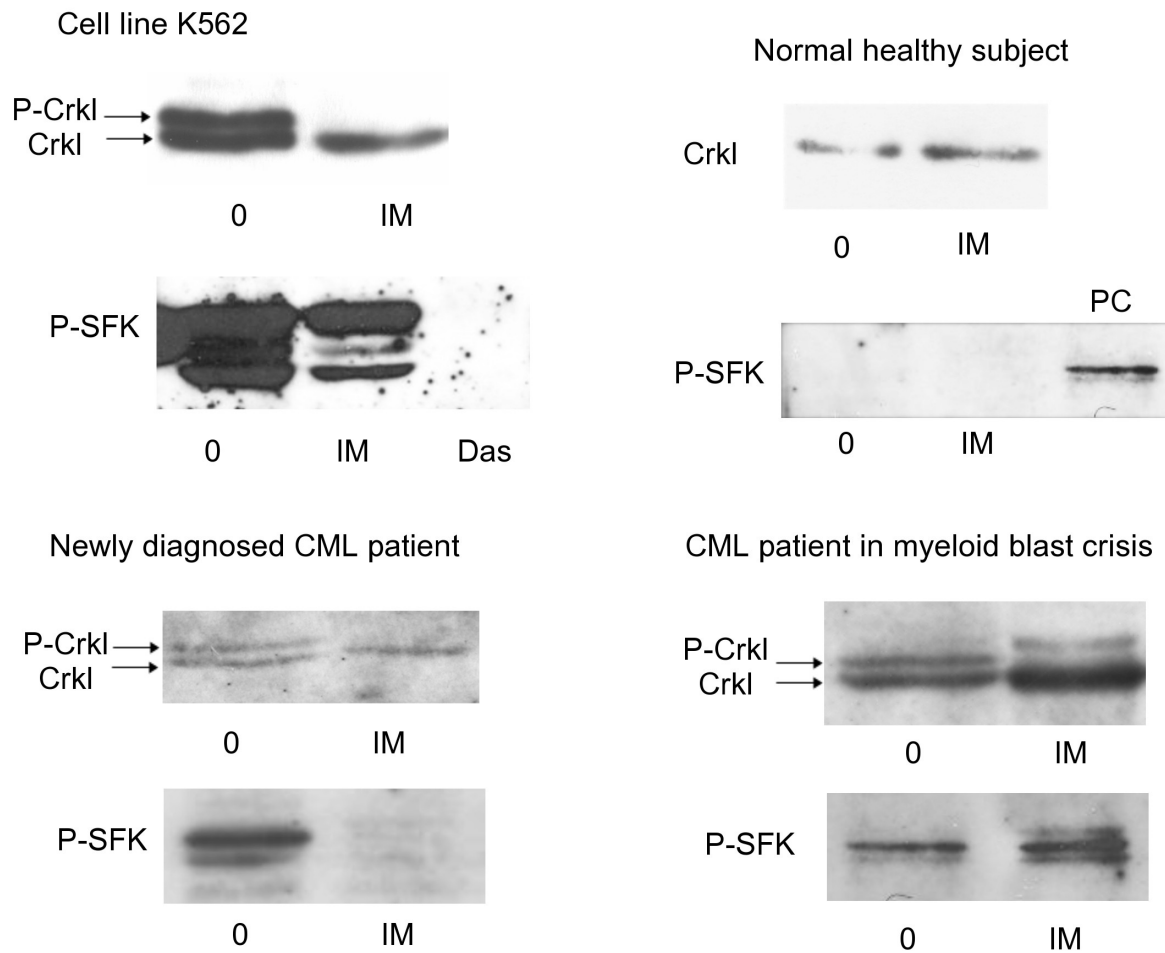 Cell line K562
P-Crkl
Crkl
0 IM
P-SFK
0 IM Das
Normal healthy subject
Crkl
0 IM
PC
P-SFK
0 IM
Newly diagnosed CML patient
P-Crkl
Crkl
0 IM
P-SFK
0 IM
CML patient in myeloid blast crisis
P-Crkl
Crkl
0 IM
P-SFK
0 IM